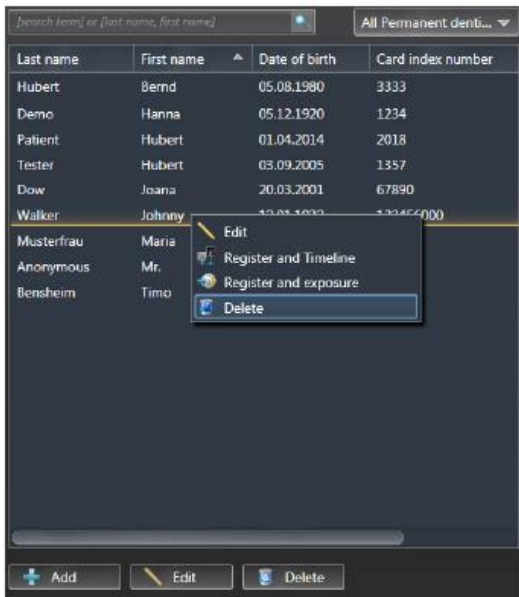 [search term] or [last name, first name]
All Permanent denti...
Last name First name Date of birth Card index number
Hubert Bernd 05.08.1980 3333
Demo Hanna 05.12.1920 1234
Patient Hubert 01.04.2014 2018
Tester Hubert 03.09.2005 1357
Dow Joana 20.03.2001 67890
Walker Johnny
Musterfrau Maria
Anonymous Mr.
Bensheim Timo
Edit
Register and Timeline
Register and exposure
Delete
Add Edit Delete